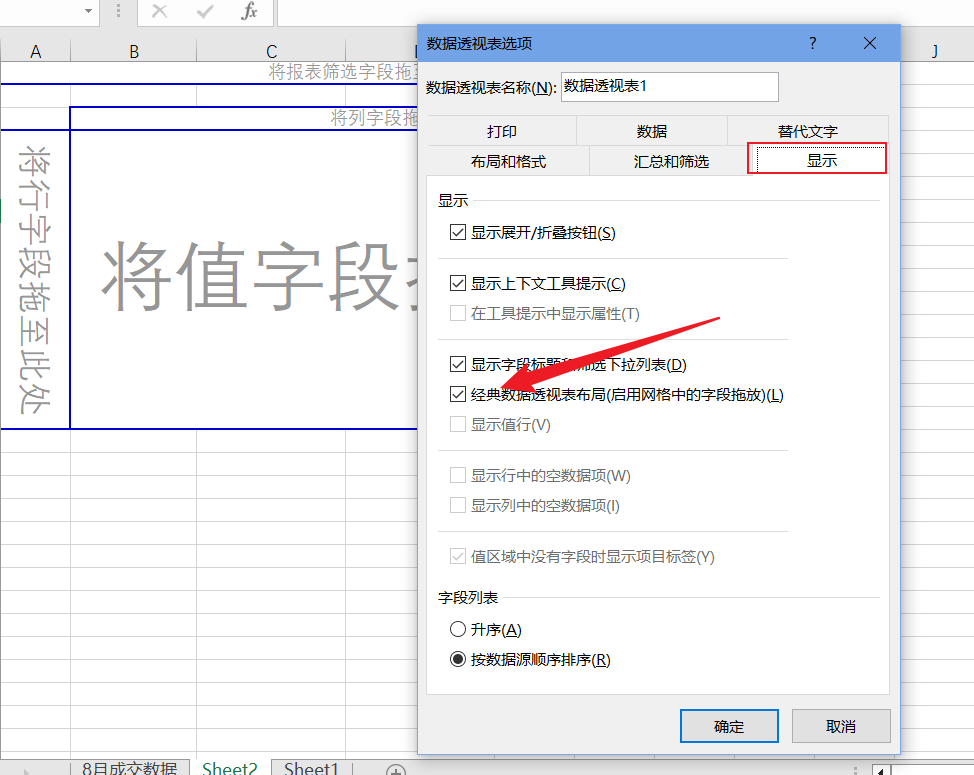 fx
数据透视表选项
?
A B C J
将报表筛选字段拖至
数据透视表名称(N): 数据透视表1
将列字段拖
打印 数据 替代文字
布局和格式 汇总和筛选 显示
将行字段拖至此处
将值字段
显示
显示展开/折叠按钮(S)
显示上下文工具提示(C)
在工具提示中显示属性(T)
显示字段标题和筛选下拉列表(D)
经典数据透视表布局(启用网格中的字段拖放)(L)
显示值行(V)
显示行中的空数据项(W)
显示列中的空数据项(I)
值区域中没有字段时显示项目标签(Y)
字段列表
升序(A)
按数据源顺序排序(R)
确定 取消
8月成交数据 Sheet2 Sheet1